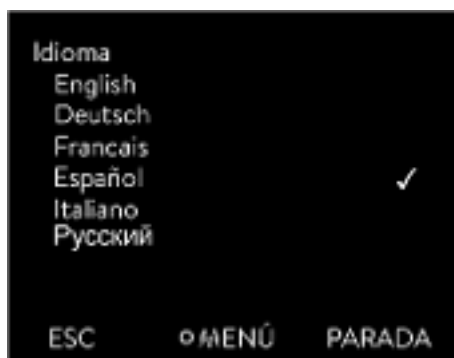 Idioma
English
Deutsch
Francais
Español ✓
Italiano
Русский
ESC MENÚ PARADA